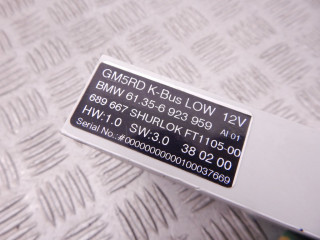 GM5RD K-Bus LOW 12V
BMW 61.35-6 923 959 AI 01
689 667 SHURLOK FT1105-00
HW:1.0 SW:3.0 38 02 00
Serial No.:#00000000000100037669